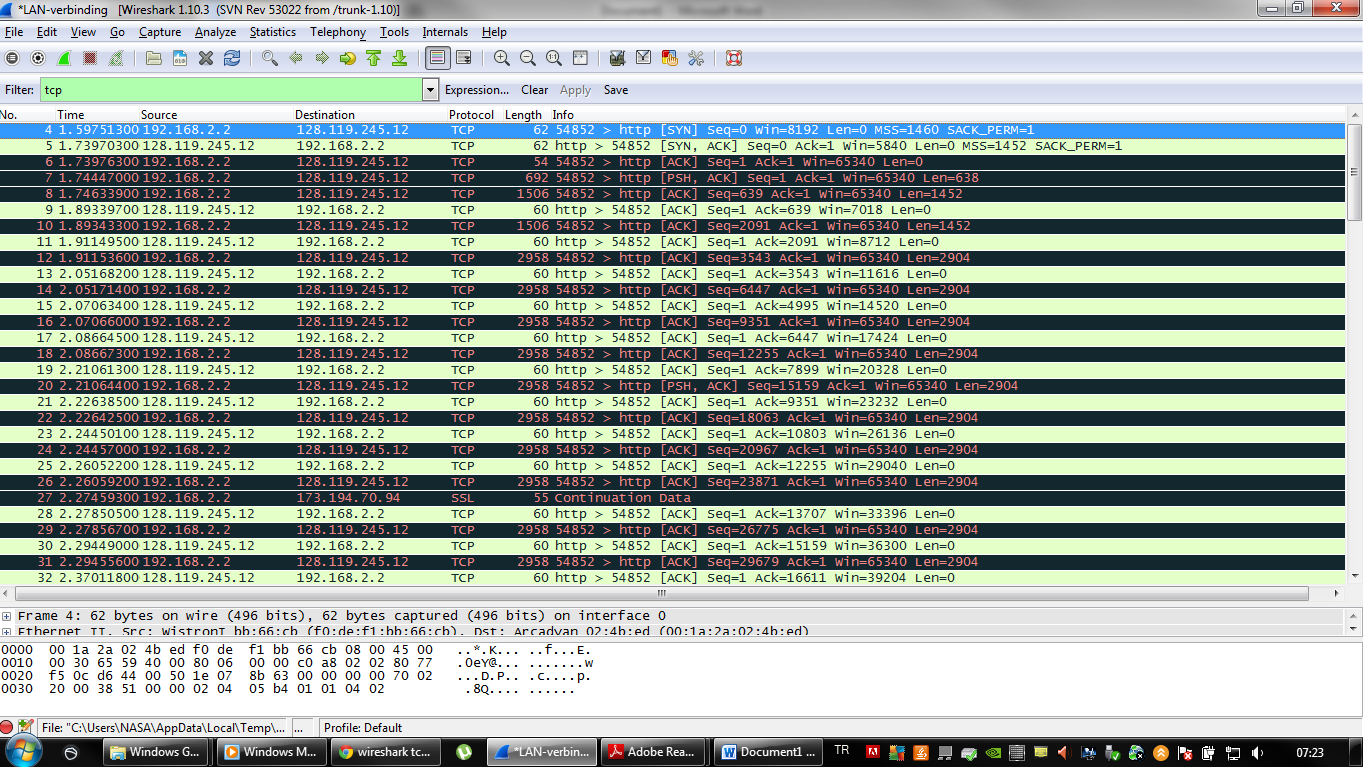 *LAN-verbinding [Wireshark 1.10.3 (SVN Rev 53022 from /trunk-1.10)]
File Edit View Go Capture Analyze Statistics Telephony Tools Internals Help
Filter: tcp Expression... Clear Apply Save
No. Time Source Destination Protocol Length Info
4 1.59751300 192.168.2.2 128.119.245.12 TCP 62 54852 > http [SYN] Seq=0 Win=8192 Len=0 MSS=1460 SACK_PERM=1
5 1.73970300 128.119.245.12 192.168.2.2 TCP 62 http > 54852 [SYN, ACK] Seq=0 Ack=1 Win=5840 Len=0 MSS=1452 SACK_PERM=1
6 1.73976300 192.168.2.2 128.119.245.12 TCP 54 54852 > http [ACK] Seq=1 Ack=1 Win=65340 Len=0
7 1.74447000 192.168.2.2 128.119.245.12 TCP 692 54852 > http [PSH, ACK] Seq=1 Ack=1 Win=65340 Len=638
8 1.74633900 192.168.2.2 128.119.245.12 TCP 1506 54852 > http [ACK] Seq=639 Ack=1 Win=65340 Len=1452
9 1.89339700 128.119.245.12 192.168.2.2 TCP 60 http > 54852 [ACK] Seq=1 Ack=639 Win=7018 Len=0
10 1.89343300 192.168.2.2 128.119.245.12 TCP 1506 54852 > http [ACK] Seq=2091 Ack=1 Win=65340 Len=1452
11 1.91149500 128.119.245.12 192.168.2.2 TCP 60 http > 54852 [ACK] Seq=1 Ack=2091 Win=8712 Len=0
12 1.91153600 192.168.2.2 128.119.245.12 TCP 2958 54852 > http [ACK] Seq=3543 Ack=1 Win=65340 Len=2904
13 2.05168200 128.119.245.12 192.168.2.2 TCP 60 http > 54852 [ACK] Seq=1 Ack=3543 Win=11616 Len=0
14 2.05171400 192.168.2.2 128.119.245.12 TCP 2958 54852 > http [ACK] Seq=6447 Ack=1 Win=65340 Len=2904
15 2.07063400 128.119.245.12 192.168.2.2 TCP 60 http > 54852 [ACK] Seq=1 Ack=4995 Win=14520 Len=0
16 2.07066000 192.168.2.2 128.119.245.12 TCP 2958 54852 > http [ACK] Seq=9351 Ack=1 Win=65340 Len=2904
17 2.08664500 128.119.245.12 192.168.2.2 TCP 60 http > 54852 [ACK] Seq=1 Ack=6447 Win=17424 Len=0
18 2.08667300 192.168.2.2 128.119.245.12 TCP 2958 54852 > http [ACK] Seq=12255 Ack=1 Win=65340 Len=2904
19 2.21061300 128.119.245.12 192.168.2.2 TCP 60 http > 54852 [ACK] Seq=1 Ack=7899 Win=20328 Len=0
20 2.21064400 192.168.2.2 128.119.245.12 TCP 2958 54852 > http [PSH, ACK] Seq=15159 Ack=1 Win=65340 Len=2904
21 2.22638500 128.119.245.12 192.168.2.2 TCP 60 http > 54852 [ACK] Seq=1 Ack=9351 Win=23232 Len=0
22 2.22642500 192.168.2.2 128.119.245.12 TCP 2958 54852 > http [ACK] Seq=18063 Ack=1 Win=65340 Len=2904
23 2.24450100 128.119.245.12 192.168.2.2 TCP 60 http > 54852 [ACK] Seq=1 Ack=10803 Win=26136 Len=0
24 2.24457000 192.168.2.2 128.119.245.12 TCP 2958 54852 > http [ACK] Seq=20967 Ack=1 Win=65340 Len=2904
25 2.26052200 128.119.245.12 192.168.2.2 TCP 60 http > 54852 [ACK] Seq=1 Ack=12255 Win=29040 Len=0
26 2.26059200 192.168.2.2 128.119.245.12 TCP 2958 54852 > http [ACK] Seq=23871 Ack=1 Win=65340 Len=2904
27 2.27459300 192.168.2.2 173.194.70.94 SSL 55 Continuation Data
28 2.27850500 128.119.245.12 192.168.2.2 TCP 60 http > 54852 [ACK] Seq=1 Ack=13707 Win=33396 Len=0
29 2.27856700 192.168.2.2 128.119.245.12 TCP 2958 54852 > http [ACK] Seq=26775 Ack=1 Win=65340 Len=2904
30 2.29449000 128.119.245.12 192.168.2.2 TCP 60 http > 54852 [ACK] Seq=1 Ack=15159 Win=36300 Len=0
31 2.29455600 192.168.2.2 128.119.245.12 TCP 2958 54852 > http [ACK] Seq=29679 Ack=1 Win=65340 Len=2904
32 2.37011800 128.119.245.12 192.168.2.2 TCP 60 http > 54852 [ACK] Seq=1 Ack=16611 Win=39204 Len=0
Frame 4: 62 bytes on wire (496 bits), 62 bytes captured (496 bits) on interface 0
Ethernet II, Src: WistronI_bb:66:cb (f0:de:f1:bb:66:cb), Dst: Arcadyan_02:4b:ed (00:1a:2a:02:4b:ed)
0000 00 1a 2a 02 4b ed f0 de f1 bb 66 cb 08 00 45 00 ..*.K... ..f...E.
0010 00 30 65 59 40 00 80 06 00 00 c0 a8 02 02 80 77 .0eY@... .......w
0020 f5 0c d6 44 00 50 1e 07 8b 63 00 00 00 00 70 02 ...D.P.. .c....p.
0030 20 00 38 51 00 00 02 04 05 b4 01 01 04 02 .8Q..... ......
File: "C:\Users\NASA\AppData\Local\Temp\... ... Profile: Default
Windows G... Windows M... wireshark tc... *LAN-verbin... Adobe Rea... Document1 ... TR 07:23